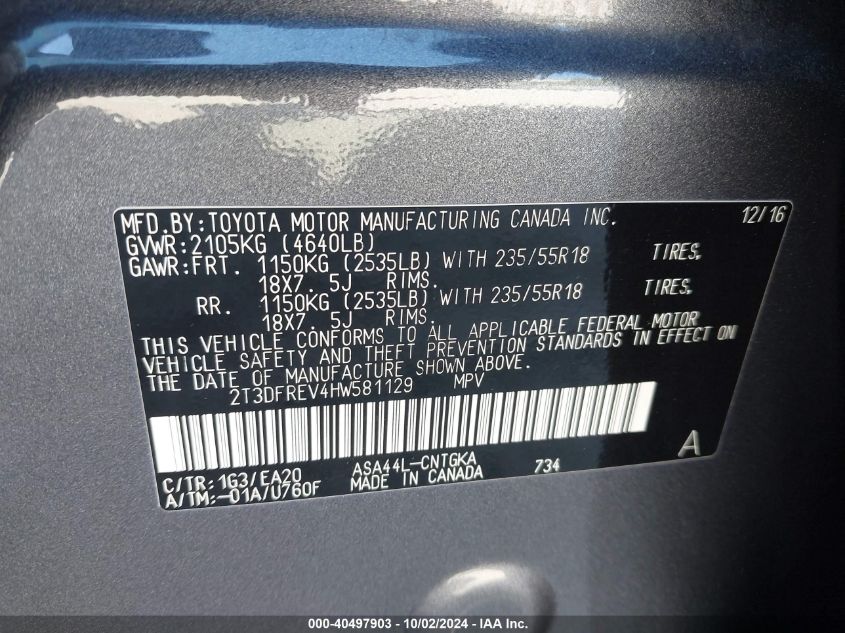 MFD.BY:TOYOTA MOTOR MANUFACTURING CANADA INC. 12/16
GVWR:2105KG (4640LB)
GAWR:FRT. 1150KG (2535LB) WITH 235/55R18 TIRES,
18X7. 5J RIMS.
RR. 1150KG (2535LB) WITH 235/55R18 TIRES,
18X7. 5J RIMS.
THIS VEHICLE CONFORMS TO ALL APPLICABLE FEDERAL MOTOR
VEHICLE SAFETY AND THEFT PREVENTION STANDARDS IN EFFECT ON
THE DATE OF MANUFACTURE SHOWN ABOVE.
2T3DFREV4HW581129 MPV
A
C/TR:1G3/EA20 ASA44L-CNTGKA 734
A/TM:-01A/U760F MADE IN CANADA
000-40497903 - 10/02/2024 - IAA Inc.